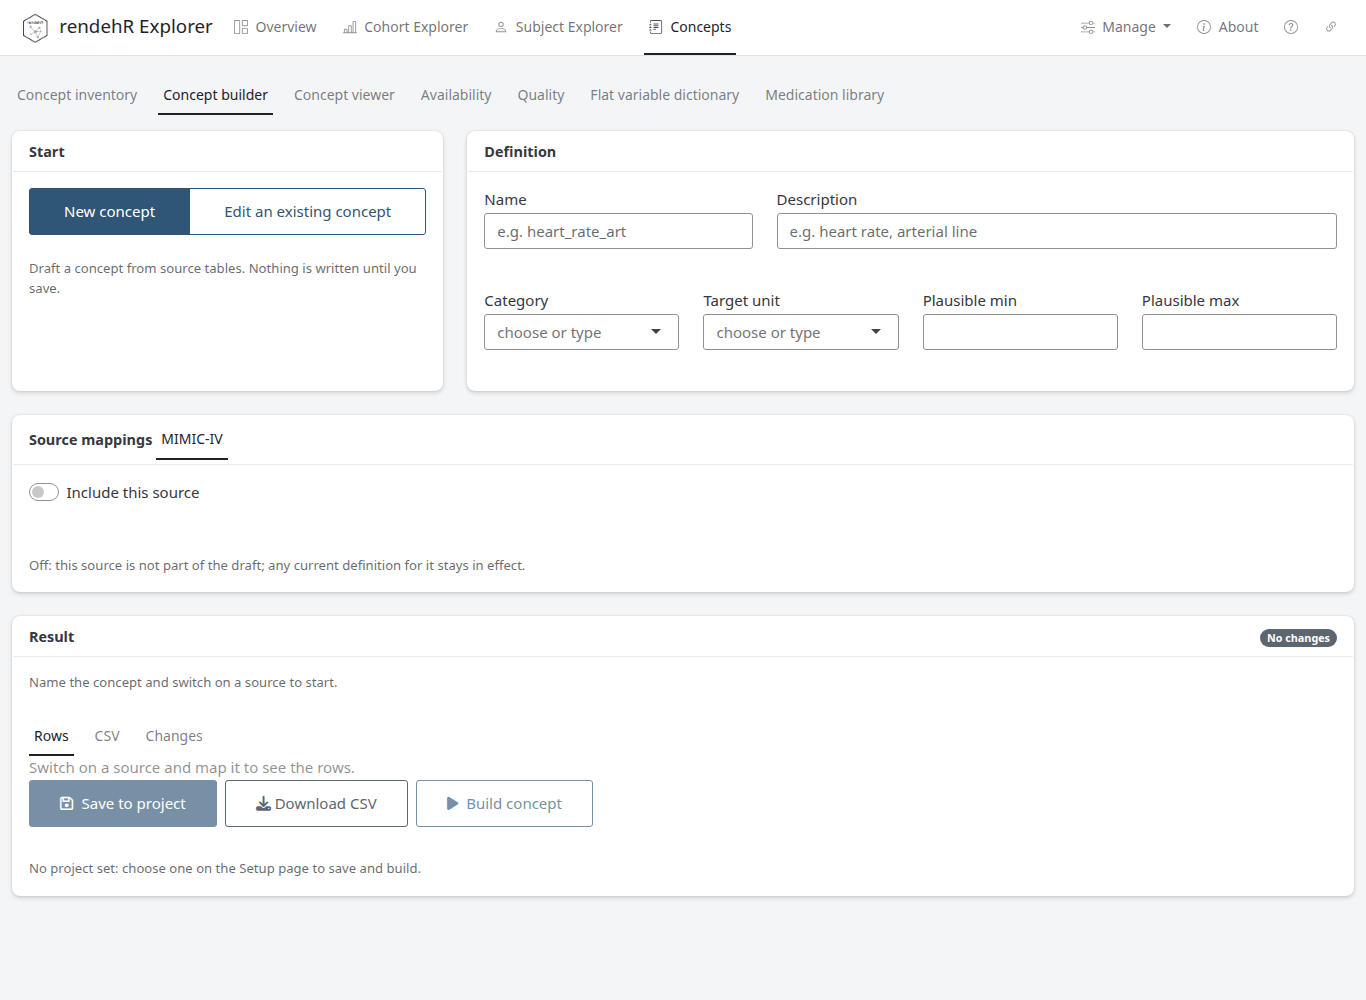 rendehR Explorer
Overview
Cohort Explorer
Subject Explorer
Concepts
Manage
About
Concept inventory
Concept builder
Concept viewer
Availability
Quality
Flat variable dictionary
Medication library
Start
New concept
Edit an existing concept
Draft a concept from source tables. Nothing is written until you
save.
Definition
Name
Description
e.g. heart_rate_art
e.g. heart rate, arterial line
Category
Target unit
Plausible min
Plausible max
choose or type
choose or type
Source mappings
MIMIC-IV
Include this source
Off: this source is not part of the draft; any current definition for it stays in effect.
Result
No changes
Name the concept and switch on a source to start.
Rows
CSV
Changes
Switch on a source and map it to see the rows.
Save to project
Download CSV
Build concept
No project set: choose one on the Setup page to save and build.